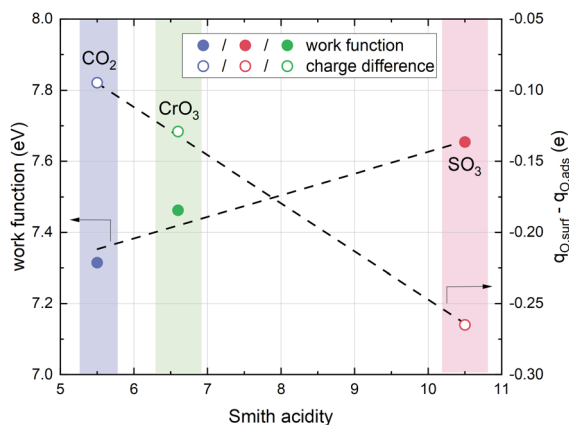 ● / ● / ● work function
○ / ○ / ○ charge difference
CO₂
CrO₃
SO₃
work function (eV)
8.0
7.8
7.6
7.4
7.2
7.0
-0.05
-0.10
-0.15
-0.20
-0.25
-0.30
q_O,surf - q_O,ads (e)
5 6 7 8 9 10 11
Smith acidity